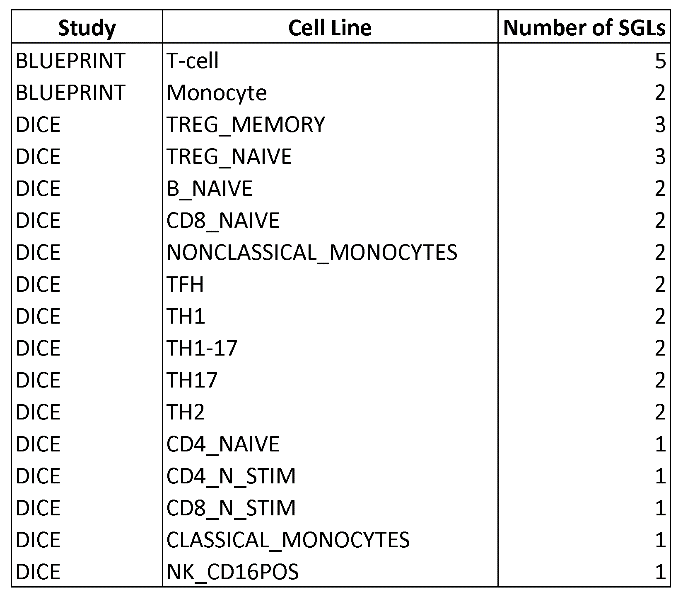 Study Cell Line Number of SGLs
BLUEPRINT T-cell 5
BLUEPRINT Monocyte 2
DICE TREG_MEMORY 3
DICE TREG_NAIVE 3
DICE B_NAIVE 2
DICE CD8_NAIVE 2
DICE NONCLASSICAL_MONOCYTES 2
DICE TFH 2
DICE TH1 2
DICE TH1-17 2
DICE TH17 2
DICE TH2 2
DICE CD4_NAIVE 1
DICE CD4_N_STIM 1
DICE CD8_N_STIM 1
DICE CLASSICAL_MONOCYTES 1
DICE NK_CD16POS 1